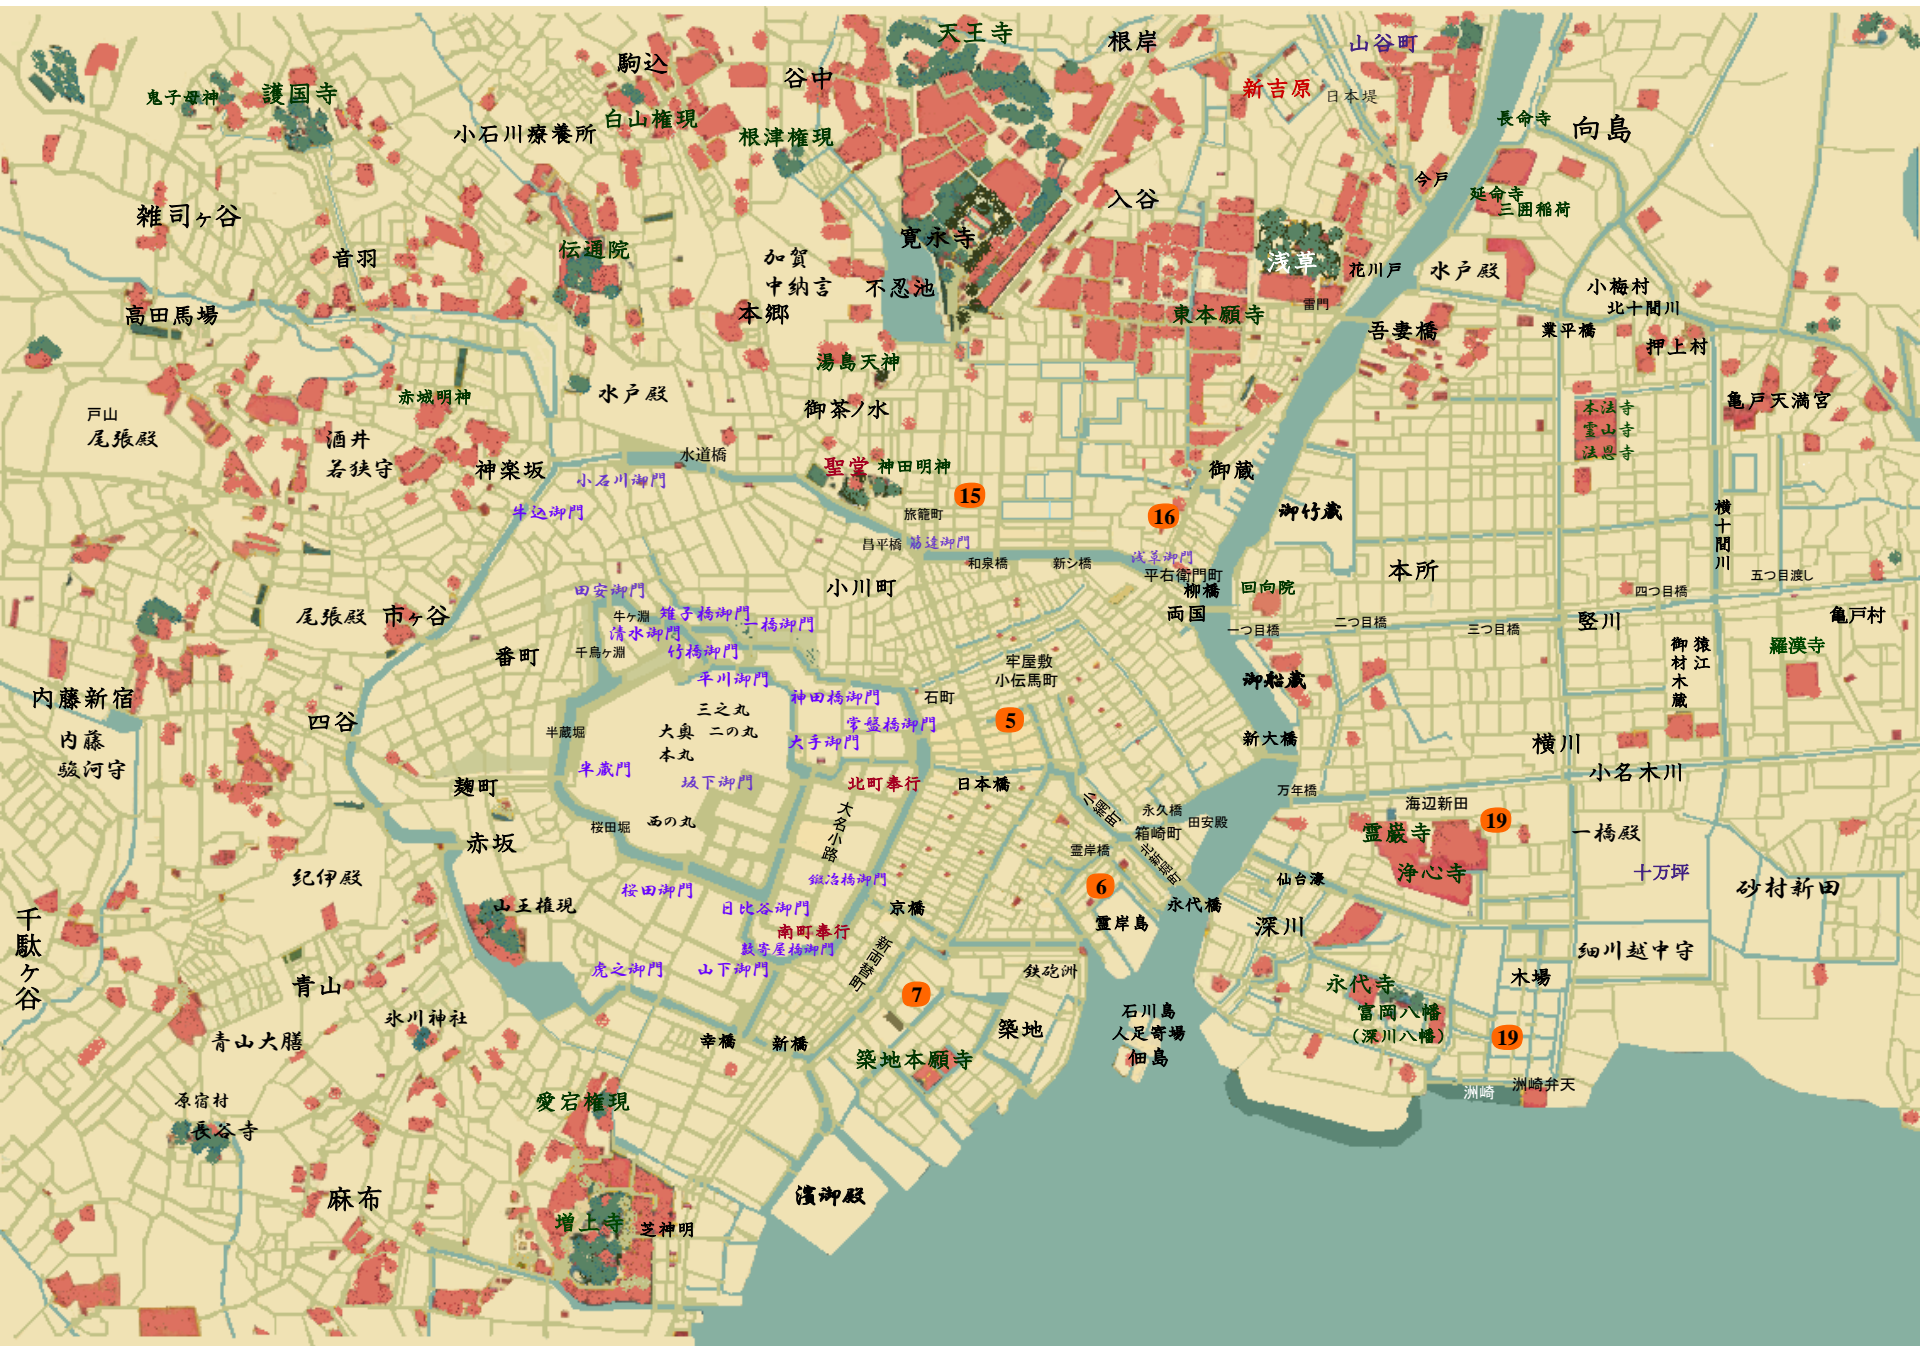 天王寺
根岸
山谷町
駒込
谷中
鬼子母神
護国寺
新吉原
日本堤
白山権現
小石川療養所
根津権現
長命寺
向島
今戸
延命寺
三囲稲荷
入谷
雑司ヶ谷
寛永寺
伝通院
音羽
加賀
中納言
浅草
花川戸
水戸殿
不忍池
本郷
小梅村
北十間川
高田馬場
雷門
東本願寺
吾妻橋
業平橋
押上村
湯島天神
赤城明神
水戸殿
御茶ノ水
戸山
尾張殿
本法寺
霊山寺
法恩寺
亀戸天満宮
酒井
若狭守
神楽坂
水道橋
聖堂
神田明神
御蔵
小石川御門
15
牛込御門
旅籠町
16
御竹蔵
横十間川
昌平橋
筋違御門
和泉橋
新シ橋
浅草御門
平右衛門町
柳橋
両国
回向院
本所
五つ目渡し
四つ目橋
小川町
田安御門
牛ヶ淵
雉子橋御門
一橋御門
清水御門
竹橋御門
千鳥ヶ淵
尾張殿
市ヶ谷
番町
一つ目橋
二つ目橋
三つ目橋
竪川
亀戸村
猿江
御材木蔵
羅漢寺
牢屋敷
小伝馬町
平川御門
神田橋御門
石町
御船蔵
内藤新宿
四谷
三之丸
大奥
二の丸
本丸
常盤橋御門
大手御門
5
半蔵堀
新大橋
横川
内藤
駿河守
半蔵門
坂下御門
北町奉行
日本橋
小名木川
麹町
万年橋
小網町
永久橋
海辺新田
桜田堀
西の丸
大名小路
箱崎町
田安殿
19
赤坂
霊岸橋
北新堀町
霊厳寺
一橋殿
浄心寺
十万坪
紀伊殿
桜田御門
鍛冶橋御門
6
仙台濠
砂村新田
山王権現
日比谷御門
京橋
霊岸島
永代橋
深川
千駄ヶ谷
南町奉行
数寄屋橋御門
新両替町
細川越中守
虎之御門
山下御門
鉄砲洲
木場
青山
7
永代寺
富岡八幡
(深川八幡)
氷川神社
青山大膳
幸橋
新橋
築地
石川島
人足寄場
佃島
19
築地本願寺
洲崎
洲崎弁天
原宿村
長谷寺
愛宕権現
麻布
濱御殿
増上寺
芝神明